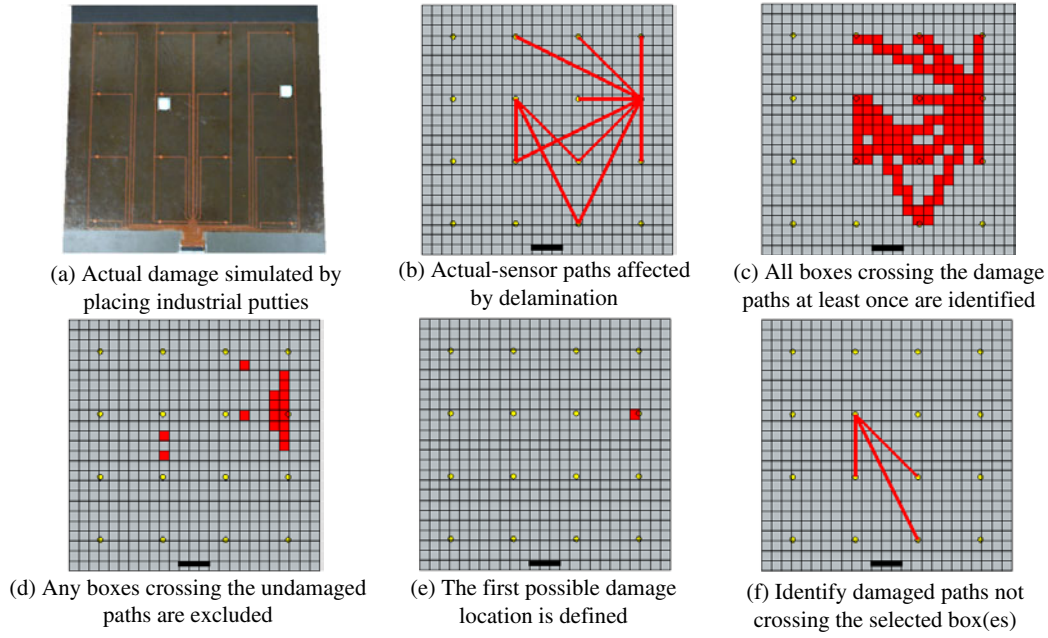 (a) Actual damage simulated by
placing industrial putties
(b) Actual-sensor paths affected
by delamination
(c) All boxes crossing the damage
paths at least once are identified
(d) Any boxes crossing the undamaged
paths are excluded
(e) The first possible damage
location is defined
(f) Identify damaged paths not
crossing the selected box(es)